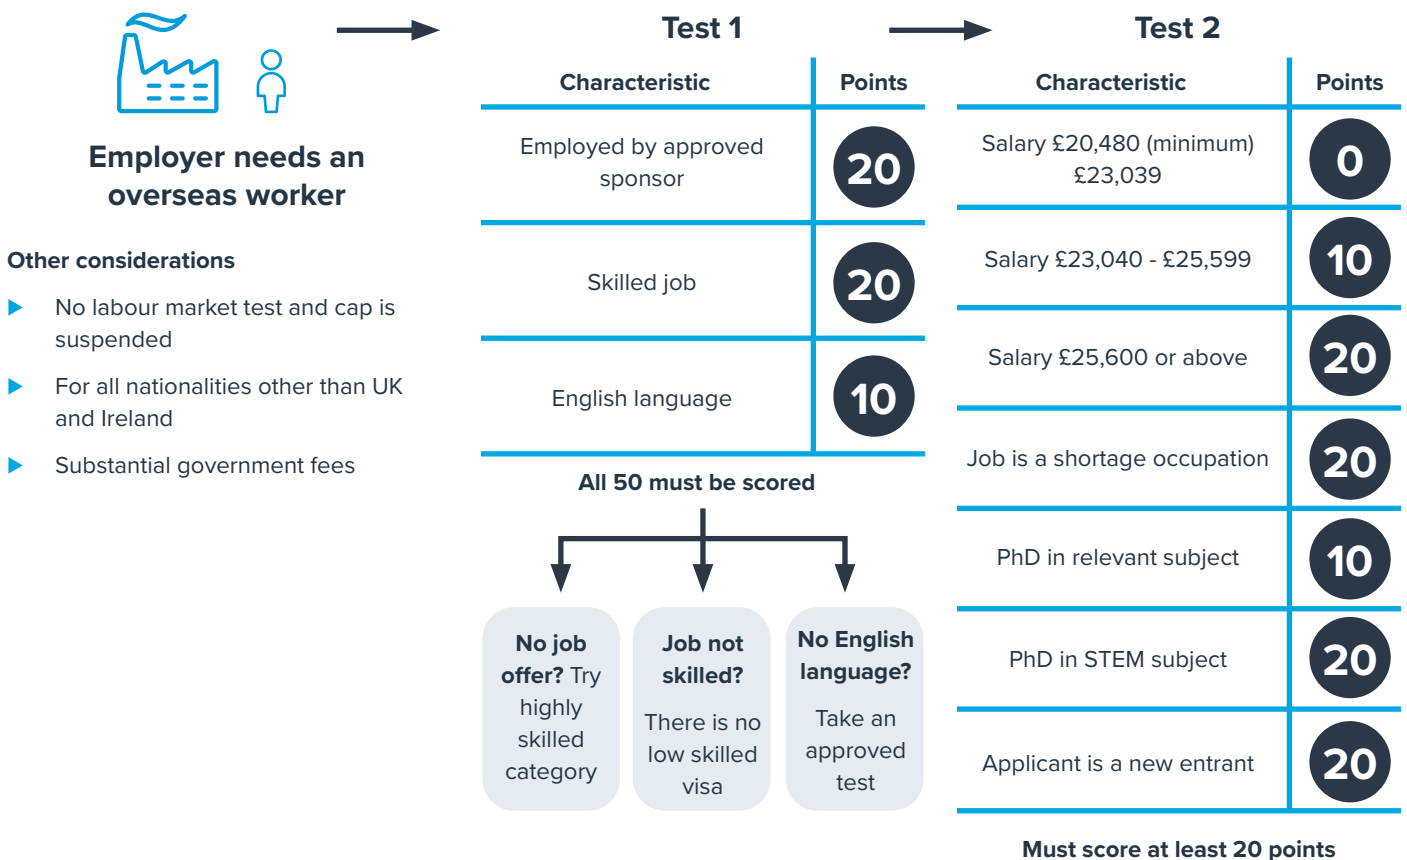 Employer needs an
overseas worker
Other considerations
No labour market test and cap is
suspended
For all nationalities other than UK
and Ireland
Substantial government fees
Test 1
Characteristic
Points
Employed by approved
sponsor
20
Skilled job
20
English language
10
All 50 must be scored
No job
offer? Try
highly
skilled
category
Job not
skilled?
There is no
low skilled
visa
No English
language?
Take an
approved
test
Test 2
Characteristic
Points
Salary £20,480 (minimum)
£23,039
0
Salary £23,040 - £25,599
10
Salary £25,600 or above
20
Job is a shortage occupation
20
PhD in relevant subject
10
PhD in STEM subject
20
Applicant is a new entrant
20
Must score at least 20 points